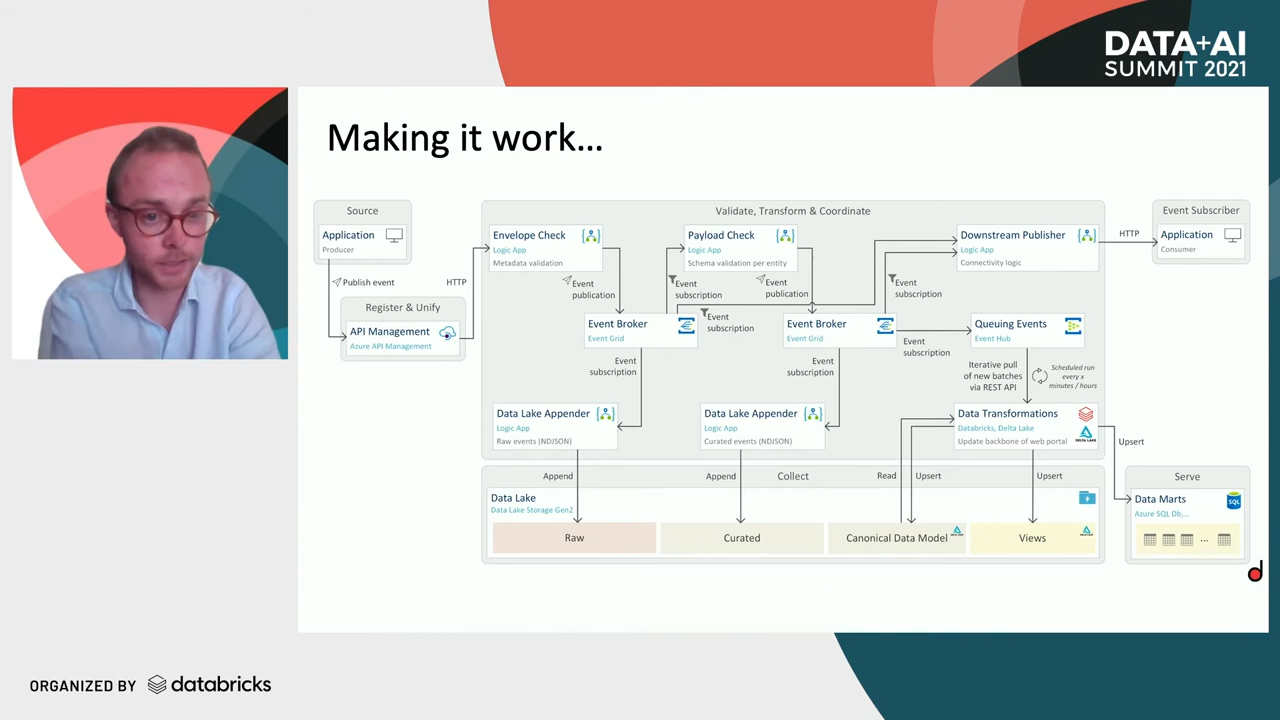 DATA+AI
SUMMIT 2021
Making it work...
Source
Application
Producer
Publish event
HTTP
Register & Unify
API Management
Azure API Management
Validate, Transform & Coordinate
Envelope Check
Logic App
Metadata validation
Event
publication
Payload Check
Logic App
Schema validation per entity
Event
subscription
Event
publication
Event
subscription
Downstream Publisher
Logic App
Connectivity logic
Event
subscription
HTTP
Event Subscriber
Application
Consumer
Event Broker
Event Grid
Event
subscription
Event Broker
Event Grid
Event
subscription
Event
subscription
Queuing Events
Event Hub
Iterative pull
of new batches
via REST API
Scheduled run
every x
minutes / hours
Data Lake Appender
Logic App
Raw events (NDJSON)
Data Lake Appender
Logic App
Curated events (NDJSON)
Data Transformations
Databricks, Delta Lake
Update backbone of web portal
DELTA LAKE
Upsert
Append
Append
Collect
Read
Upsert
Upsert
Data Lake
Data Lake Storage Gen2
Raw
Curated
Canonical Data Model
Views
Serve
Data Marts
Azure SQL Db,...
SQL
...
d
ORGANIZED BY databricks